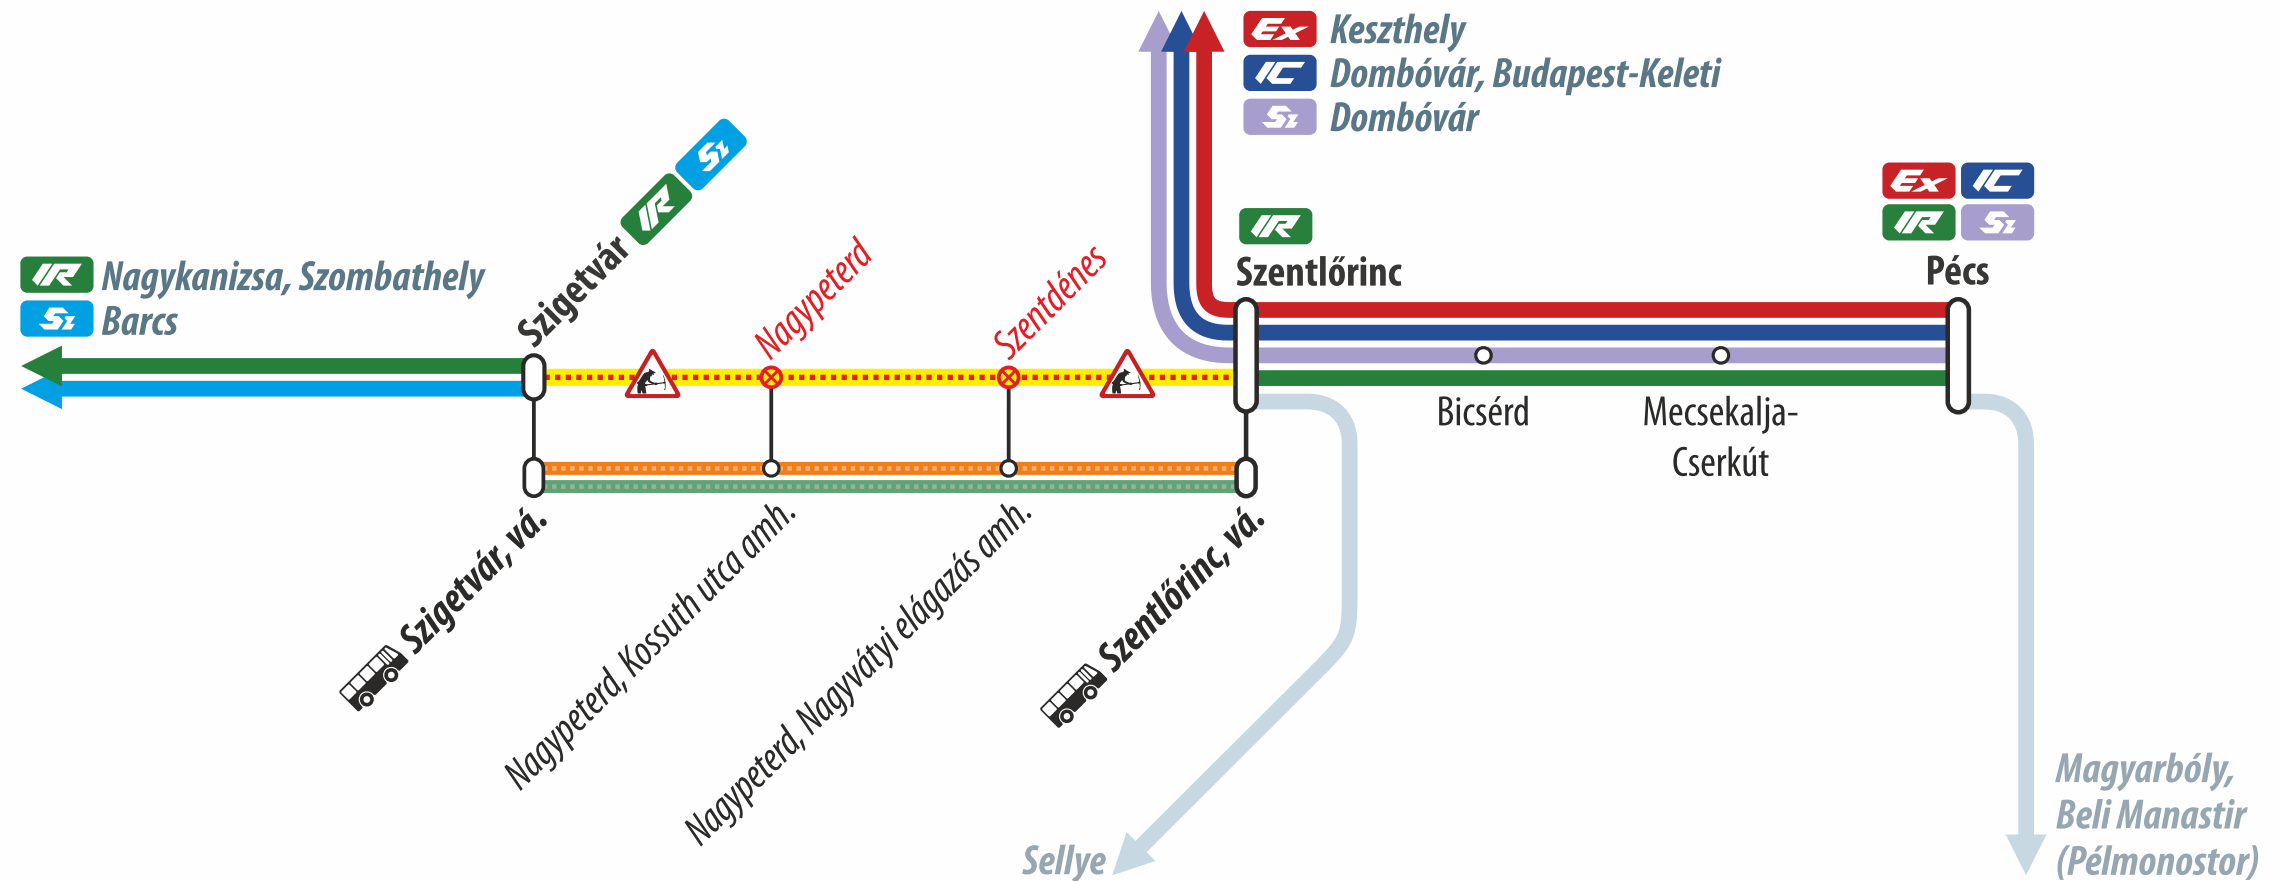 Ex Keszthely
IC Dombóvár, Budapest-Keleti
Sz Dombóvár
IR Nagykanizsa, Szombathely
Sz Barcs
Szigetvár IR Sz
Nagypeterd
Szentdénes
IR
Szentlőrinc
Ex IC
IR Sz
Pécs
Bicsérd
Mecsekalja-
Cserkút
Szigetvár, vá.
Nagypeterd, Kossuth utca amh.
Nagypeterd, Nagyvátyi elágazás amh.
Szentlőrinc, vá.
Sellye
Magyarbóly,
Beli Manastir
(Pélmonostor)